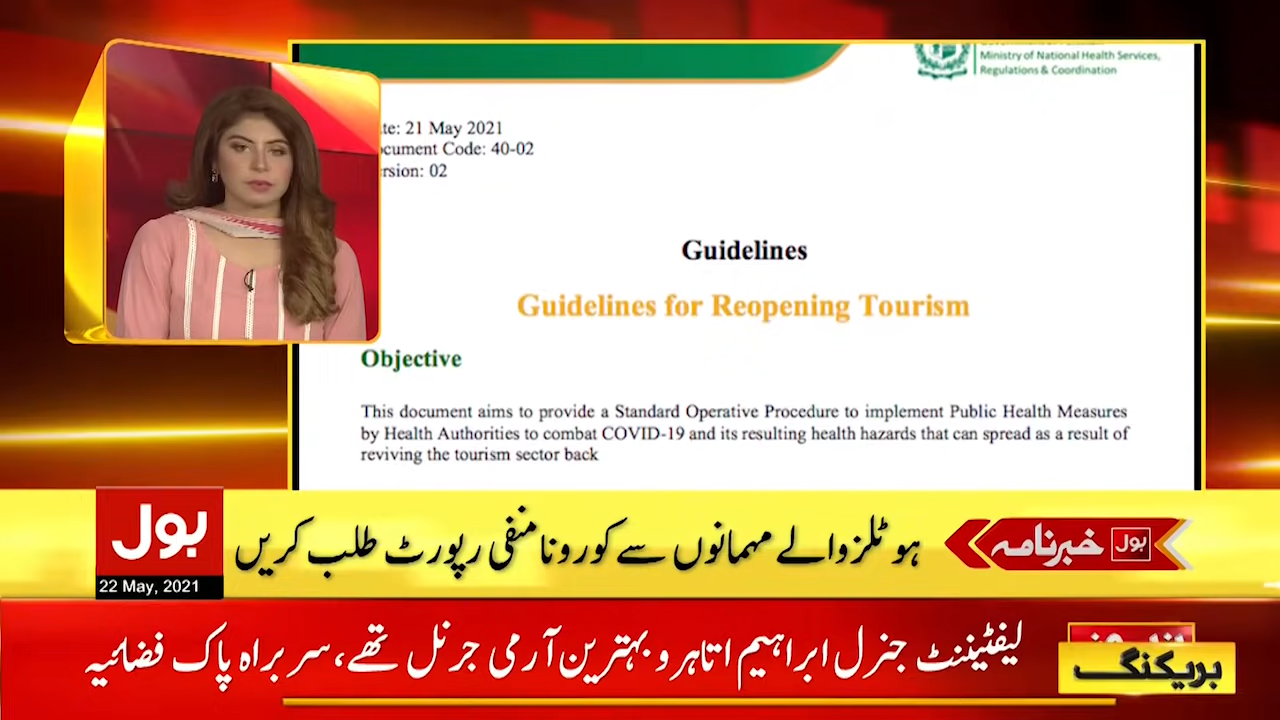 Ministry of National Health Services,
Regulations & Coordination
te: 21 May 2021
ocument Code: 40-02
rsion: 02
Guidelines
Guidelines for Reopening Tourism
Objective
This document aims to provide a Standard Operative Procedure to implement Public Health Measures
by Health Authorities to combat COVID-19 and its resulting health hazards that can spread as a result of
reviving the tourism sector back
بول خبرنامہ
ہوٹلز والے مہمانوں سے کورونا منفی رپورٹ طلب کریں
بول
22 May, 2021
بریکنگ
لیفٹیننٹ جنرل ابراہیم اتاہرو بہترین آرمی جرنل تھے، سربراہ پاک فضائیہ